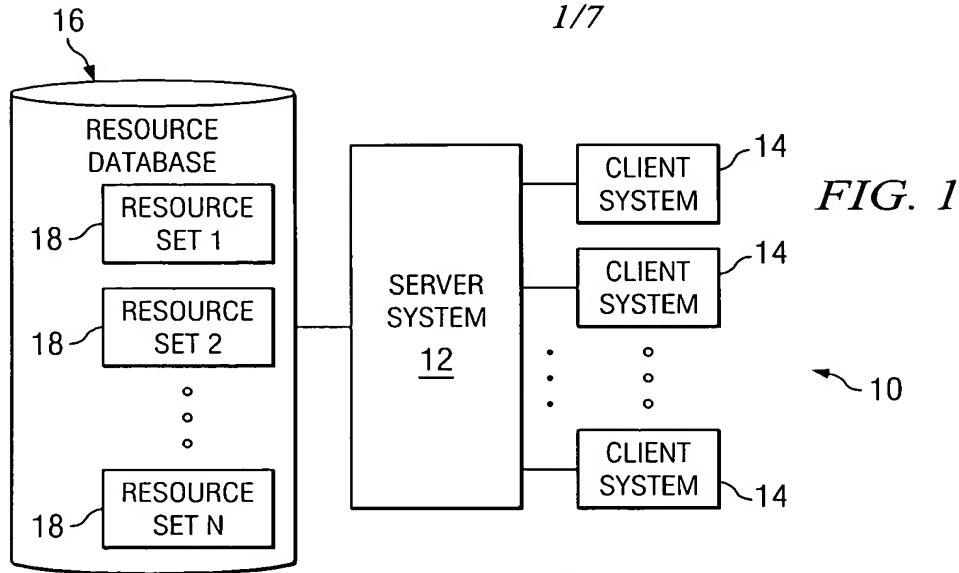 1/7
16
RESOURCE
DATABASE
RESOURCE
SET 1
18
RESOURCE
SET 2
18
RESOURCE
SET N
18
SERVER
SYSTEM
12
CLIENT
SYSTEM
14
CLIENT
SYSTEM
14
CLIENT
SYSTEM
14
FIG. 1
10